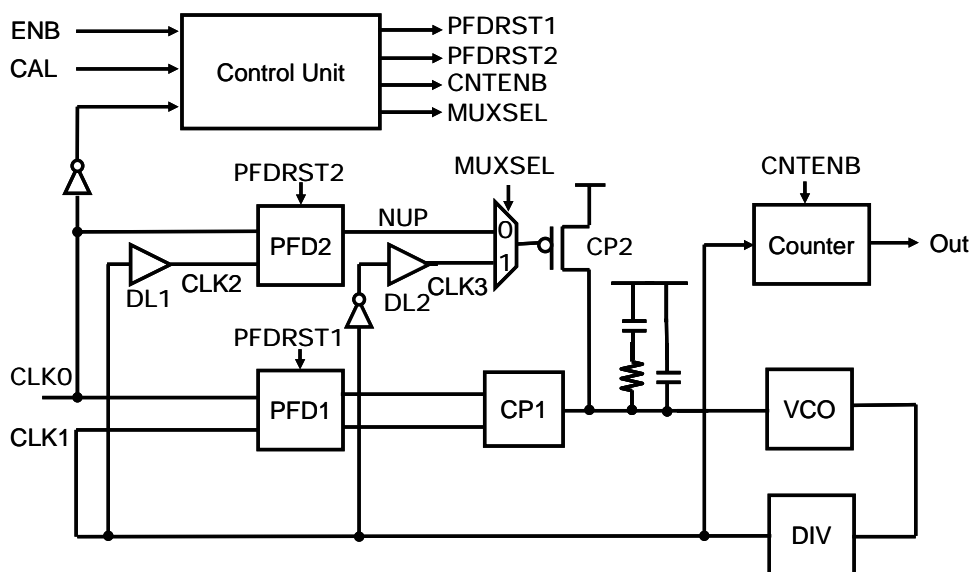 ENB
CAL
Control Unit
PFDRST1
PFDRST2
CNTENB
MUXSEL
PFDRST2
MUXSEL
CNTENB
PFD2
NUP
0
1
CP2
Counter
Out
DL1
CLK2
DL2
CLK3
PFDRST1
CLK0
PFD1
CP1
VCO
CLK1
DIV